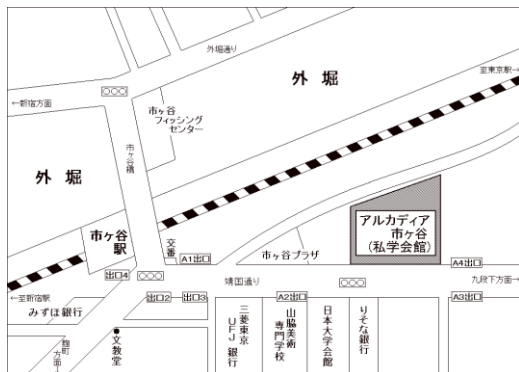 外堀通り
外 堀
至東京駅→
←新宿方面
市ヶ谷
フィッシング
センター
市ヶ谷橋
外 堀
市ヶ谷
駅
交番
A1出口
市ヶ谷プラザ
アルカディア
市ヶ谷
(私学会館)
A4出口
出口4
靖国通り
九段下方面→
←至新宿駅
出口2
出口3
A2出口
A3出口
みずほ銀行
麹町
方面
文教堂
三菱東京
UFJ銀行
山脇美術
専門学校
日本大学会館
りそな銀行